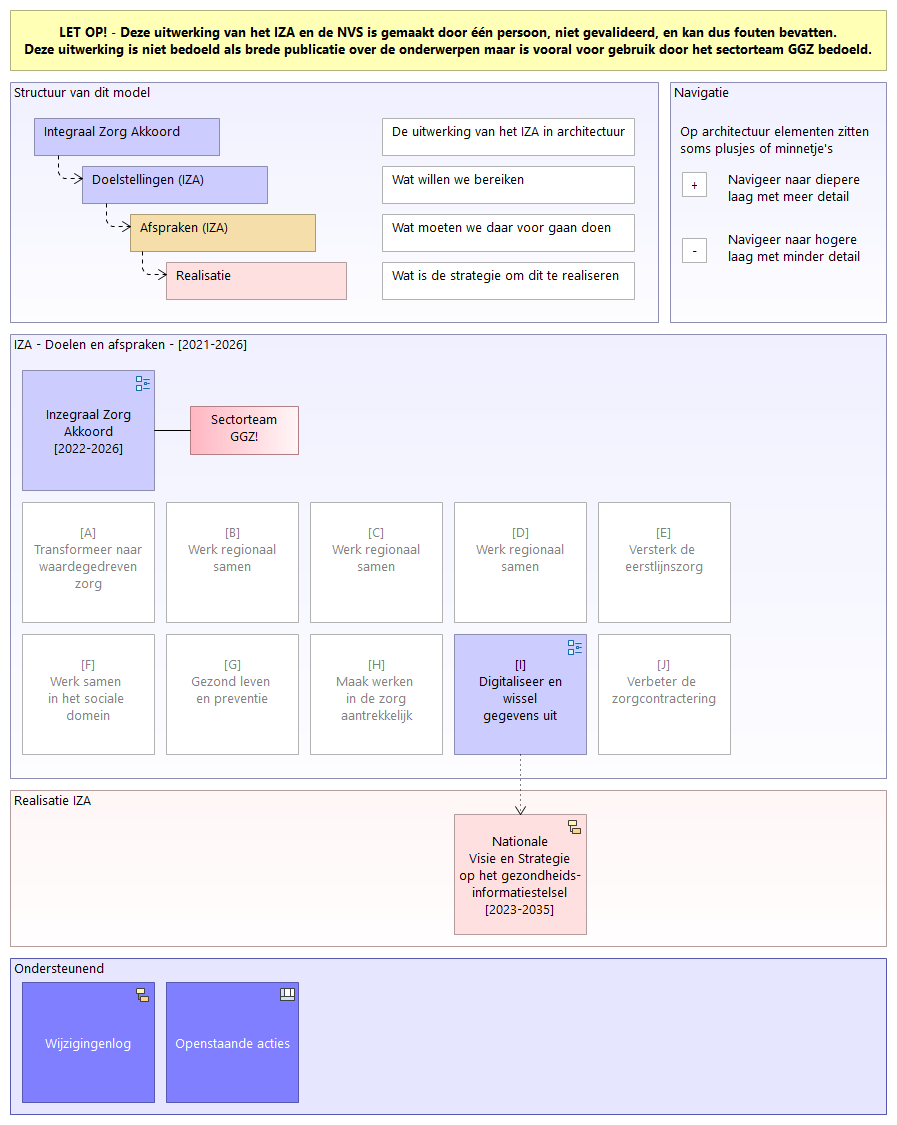 LET OP! - Deze uitwerking van het IZA en de NVS is gemaakt door één persoon, niet gevalideerd, en kan dus fouten bevatten.
Deze uitwerking is niet bedoeld als brede publicatie over de onderwerpen maar is vooral voor gebruik door het sectorteam GGZ bedoeld.
Structuur van dit model
Integraal Zorg Akkoord
De uitwerking van het IZA in architectuur
Doelstellingen (IZA)
Wat willen we bereiken
Afspraken (IZA)
Wat moeten we daar voor gaan doen
Realisatie
Wat is de strategie om dit te realiseren
Navigatie
Op architectuur elementen zitten
soms plusjes of minnetje's
+
Navigeer naar diepere
laag met meer detail
-
Navigeer naar hogere
laag met minder detail
IZA - Doelen en afspraken - [2021-2026]
Inzegraal Zorg
Akkoord
[2022-2026]
Sectorteam
GGZ!
[A]
Transformeer naar
waardegedreven
zorg
[B]
Werk regionaal
samen
[C]
Werk regionaal
samen
[D]
Werk regionaal
samen
[E]
Versterk de
eerstlijnszorg
[F]
Werk samen
in het sociale
domein
[G]
Gezond leven
en preventie
[H]
Maak werken
in de zorg
aantrekkelijk
[I]
Digitaliseer en
wissel
gegevens uit
[J]
Verbeter de
zorgcontractering
Realisatie IZA
Nationale
Visie en Strategie
op het gezondheids-
informatiestelsel
[2023-2035]
Ondersteunend
Wijzigingenlog
Openstaande acties